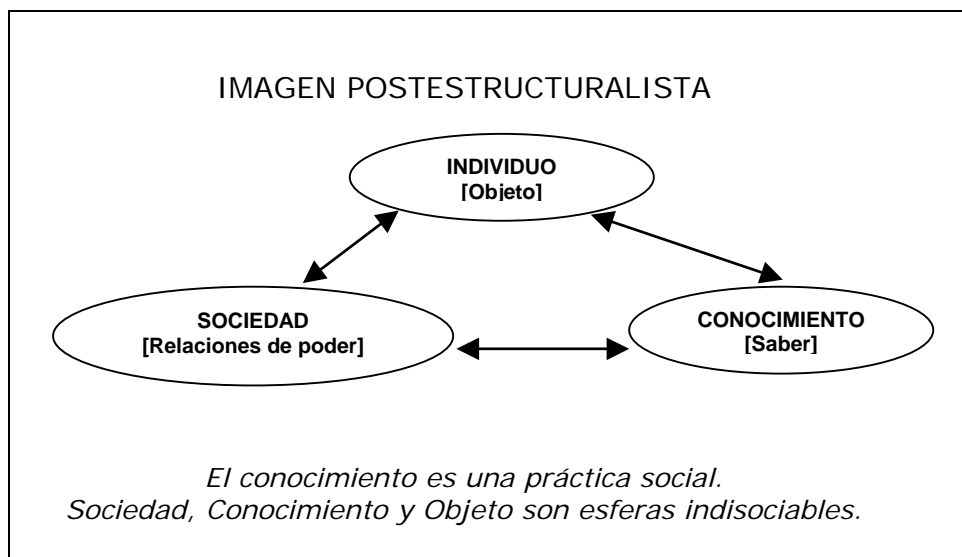 IMAGEN POSTESTRUCTURALISTA
INDIVIDUO
[Objeto]
SOCIEDAD
[Relaciones de poder]
CONOCIMIENTO
[Saber]
El conocimiento es una práctica social.
Sociedad, Conocimiento y Objeto son esferas indisociables.